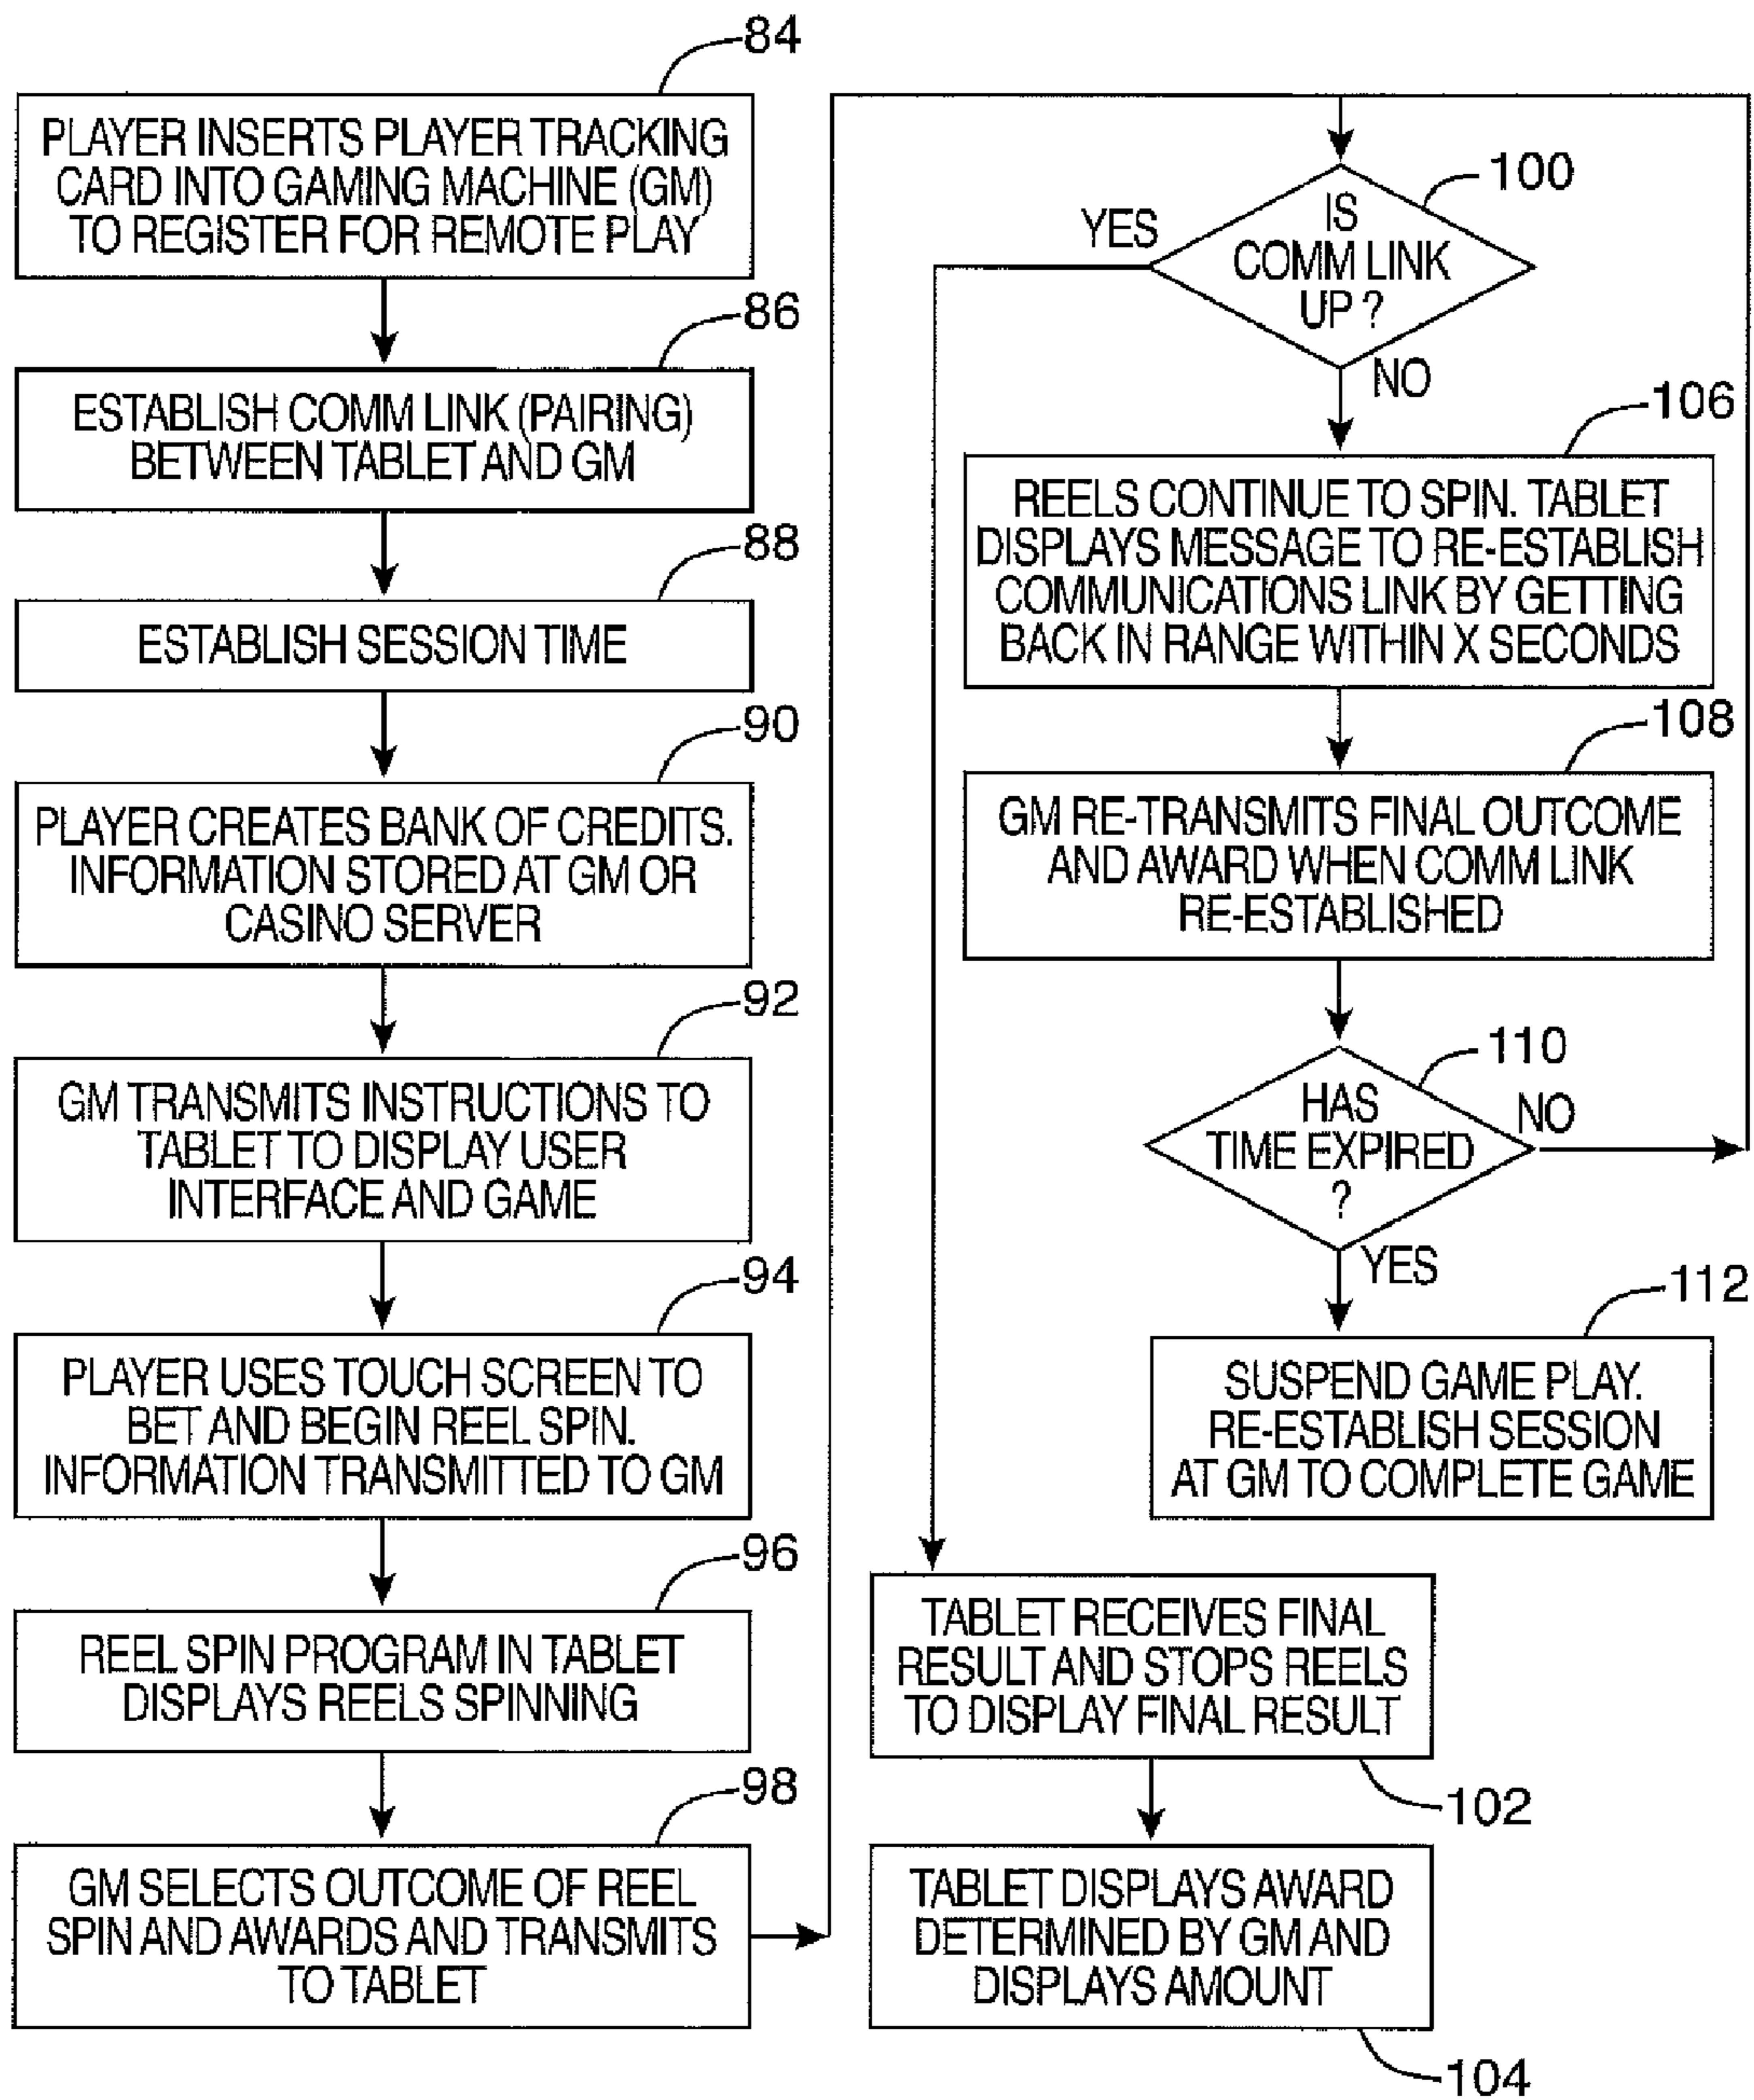 84
PLAYER INSERTS PLAYER TRACKING
CARD INTO GAMING MACHINE (GM)
TO REGISTER FOR REMOTE PLAY
86
ESTABLISH COMM LINK (PAIRING)
BETWEEN TABLET AND GM
88
ESTABLISH SESSION TIME
90
PLAYER CREATES BANK OF CREDITS.
INFORMATION STORED AT GM OR
CASINO SERVER
92
GM TRANSMITS INSTRUCTIONS TO
TABLET TO DISPLAY USER
INTERFACE AND GAME
94
PLAYER USES TOUCH SCREEN TO
BET AND BEGIN REEL SPIN.
INFORMATION TRANSMITTED TO GM
96
REEL SPIN PROGRAM IN TABLET
DISPLAYS REELS SPINNING
98
GM SELECTS OUTCOME OF REEL
SPIN AND AWARDS AND TRANSMITS
TO TABLET
100
IS
COMM LINK
UP ?
YES
NO
106
REELS CONTINUE TO SPIN. TABLET
DISPLAYS MESSAGE TO RE-ESTABLISH
COMMUNICATIONS LINK BY GETTING
BACK IN RANGE WITHIN X SECONDS
108
GM RE-TRANSMITS FINAL OUTCOME
AND AWARD WHEN COMM LINK
RE-ESTABLISHED
110
HAS
TIME EXPIRED
?
NO
YES
112
SUSPEND GAME PLAY.
RE-ESTABLISH SESSION
AT GM TO COMPLETE GAME
TABLET RECEIVES FINAL
RESULT AND STOPS REELS
TO DISPLAY FINAL RESULT
102
TABLET DISPLAYS AWARD
DETERMINED BY GM AND
DISPLAYS AMOUNT
104